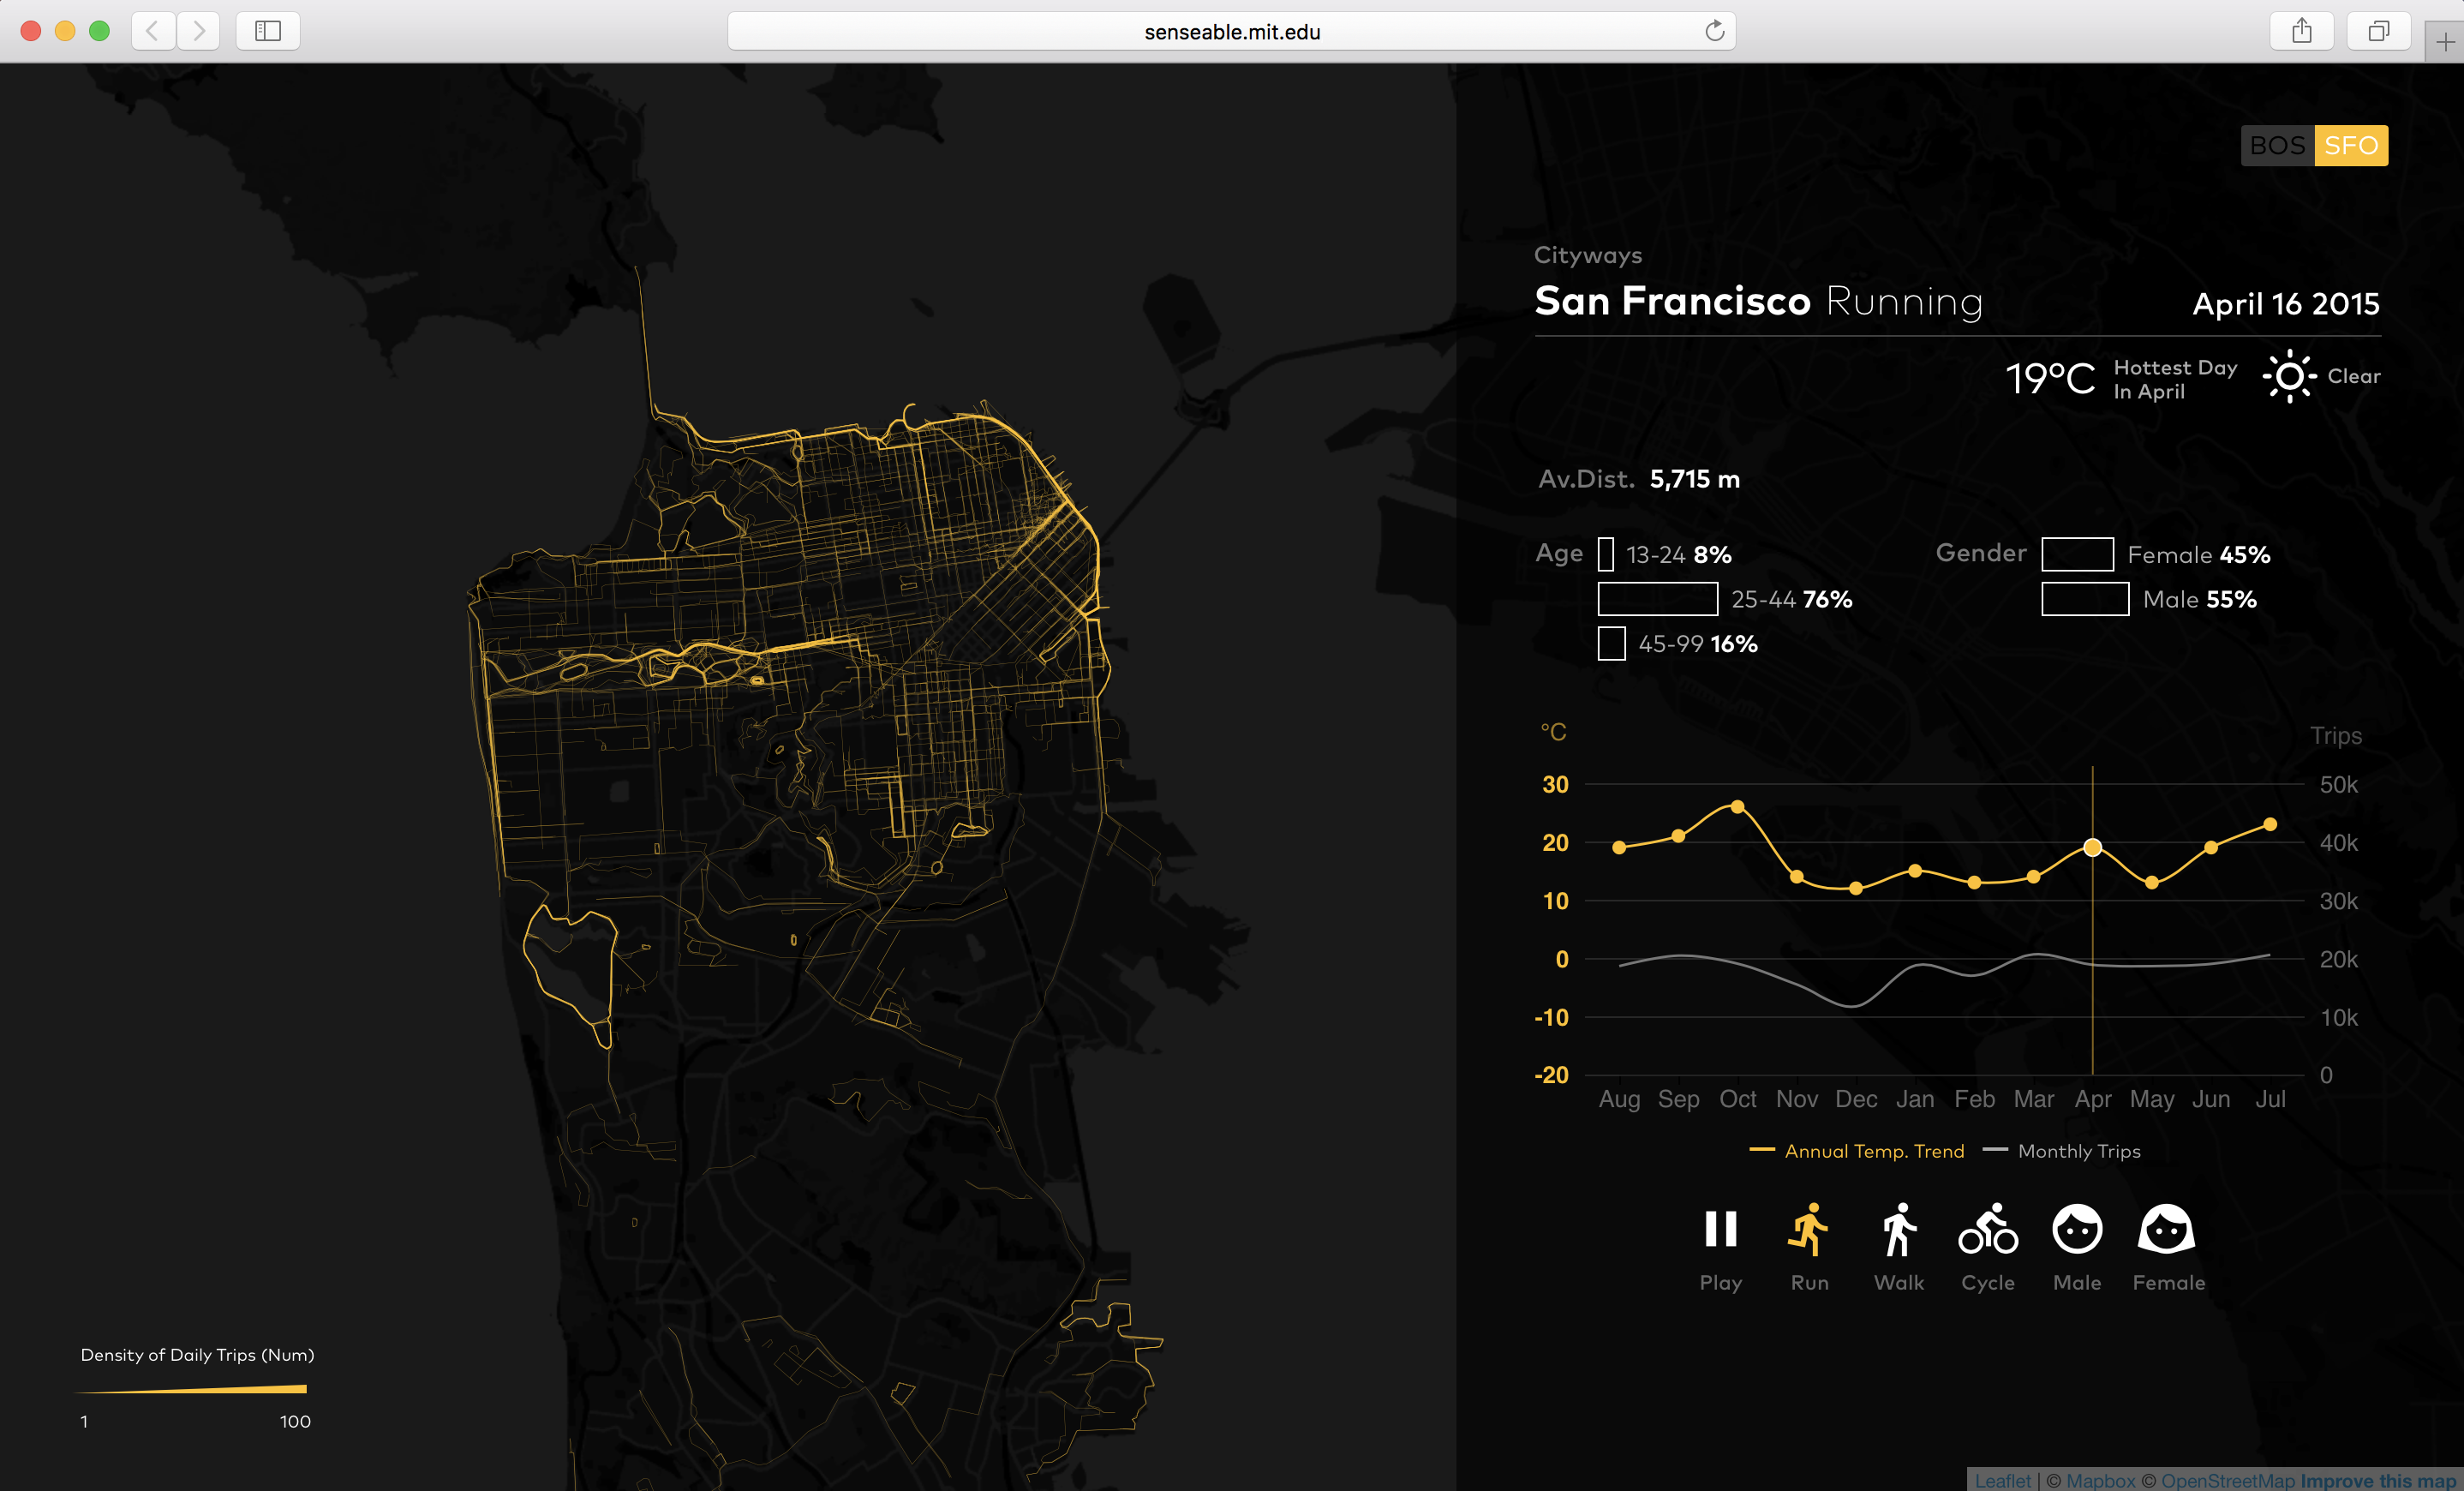 senseable.mit.edu
BOS SFO
Cityways
San Francisco Running April 16 2015
19°C Hottest Day In April Clear
Av.Dist. 5,715 m
Age 13-24 8%
25-44 76%
45-99 16%
Gender Female 45%
Male 55%
°C Trips
30 50k
20 40k
10 30k
0 20k
-10 10k
-20 0
Aug Sep Oct Nov Dec Jan Feb Mar Apr May Jun Jul
Annual Temp. Trend Monthly Trips
Play Run Walk Cycle Male Female
Density of Daily Trips (Num)
1 100
Leaflet | © Mapbox © OpenStreetMap Improve this map